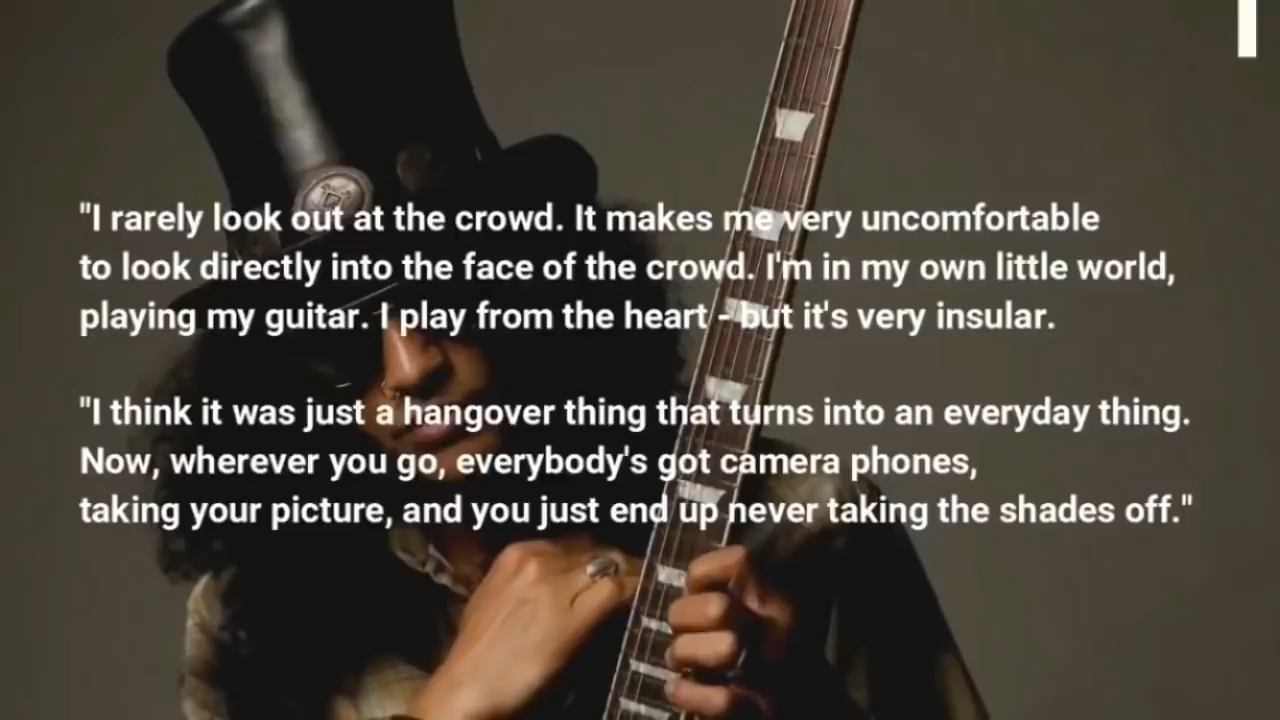 "I rarely look out at the crowd. It makes me very uncomfortable
to look directly into the face of the crowd. I'm in my own little world,
playing my guitar. I play from the heart - but it's very insular.
"I think it was just a hangover thing that turns into an everyday thing.
Now, wherever you go, everybody's got camera phones,
taking your picture, and you just end up never taking the shades off."